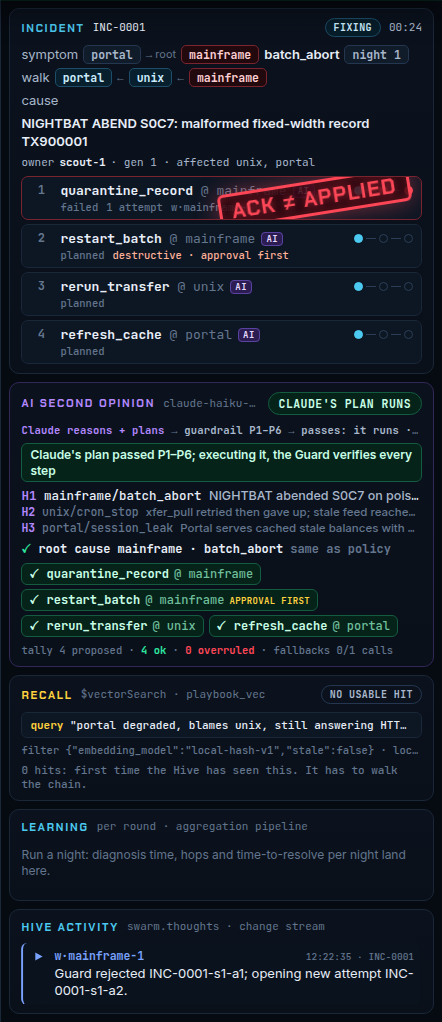 INCIDENT INC-0001 FIXING 00:24
symptom portal →root mainframe batch_abort night 1
walk portal ← unix ← mainframe
cause
NIGHTBAT ABEND S0C7: malformed fixed-width record
TX900001
owner scout-1 · gen 1 · affected unix, portal
1 quarantine_record @
failed 1 attempt
ACK ≠ APPLIED
2 restart_batch @ mainframe AI
planned destructive · approval first
3 rerun_transfer @ unix AI
planned
4 refresh_cache @ portal AI
planned
AI SECOND OPINION claude-haiku-… CLAUDE'S PLAN RUNS
Claude reasons + plans → guardrail P1–P6 → passes: it runs ·…
Claude's plan passed P1–P6; executing it, the Guard verifies every
step
H1 mainframe/batch_abort NIGHTBAT abended S0C7 on pois…
H2 unix/cron_stop xfer_pull retried then gave up; stale feed reache…
H3 portal/session_leak Portal serves cached stale balances with …
✓ root cause mainframe · batch_abort same as policy
✓ quarantine_record @ mainframe
✓ restart_batch @ mainframe APPROVAL FIRST
✓ rerun_transfer @ unix ✓ refresh_cache @ portal
tally 4 proposed · 4 ok · 0 overruled · fallbacks 0/1 calls
RECALL $vectorSearch · playbook_vec NO USABLE HIT
query "portal degraded, blames unix, still answering HTT…
filter {"embedding_model":"local-hash-v1","stale":false} · loc…
0 hits: first time the Hive has seen this. It has to walk
the chain.
LEARNING per round · aggregation pipeline
Run a night: diagnosis time, hops and time-to-resolve per night land
here.
HIVE ACTIVITY swarm.thoughts · change stream
▶ w·mainframe-1 12:22:35 · INC-0001
Guard rejected INC-0001-s1-a1; opening new attempt INC-
0001-s1-a2.